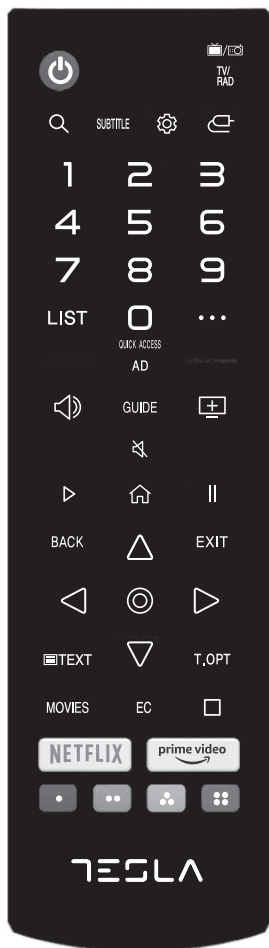 TV/
RAD
SUBTITLE
1 2 3
4 5 6
7 8 9
LIST 0 ...
QUICK ACCESS
AD
GUIDE
BACK EXIT
TEXT T.OPT
MOVIES EC
NETFLIX prime video
TESLA